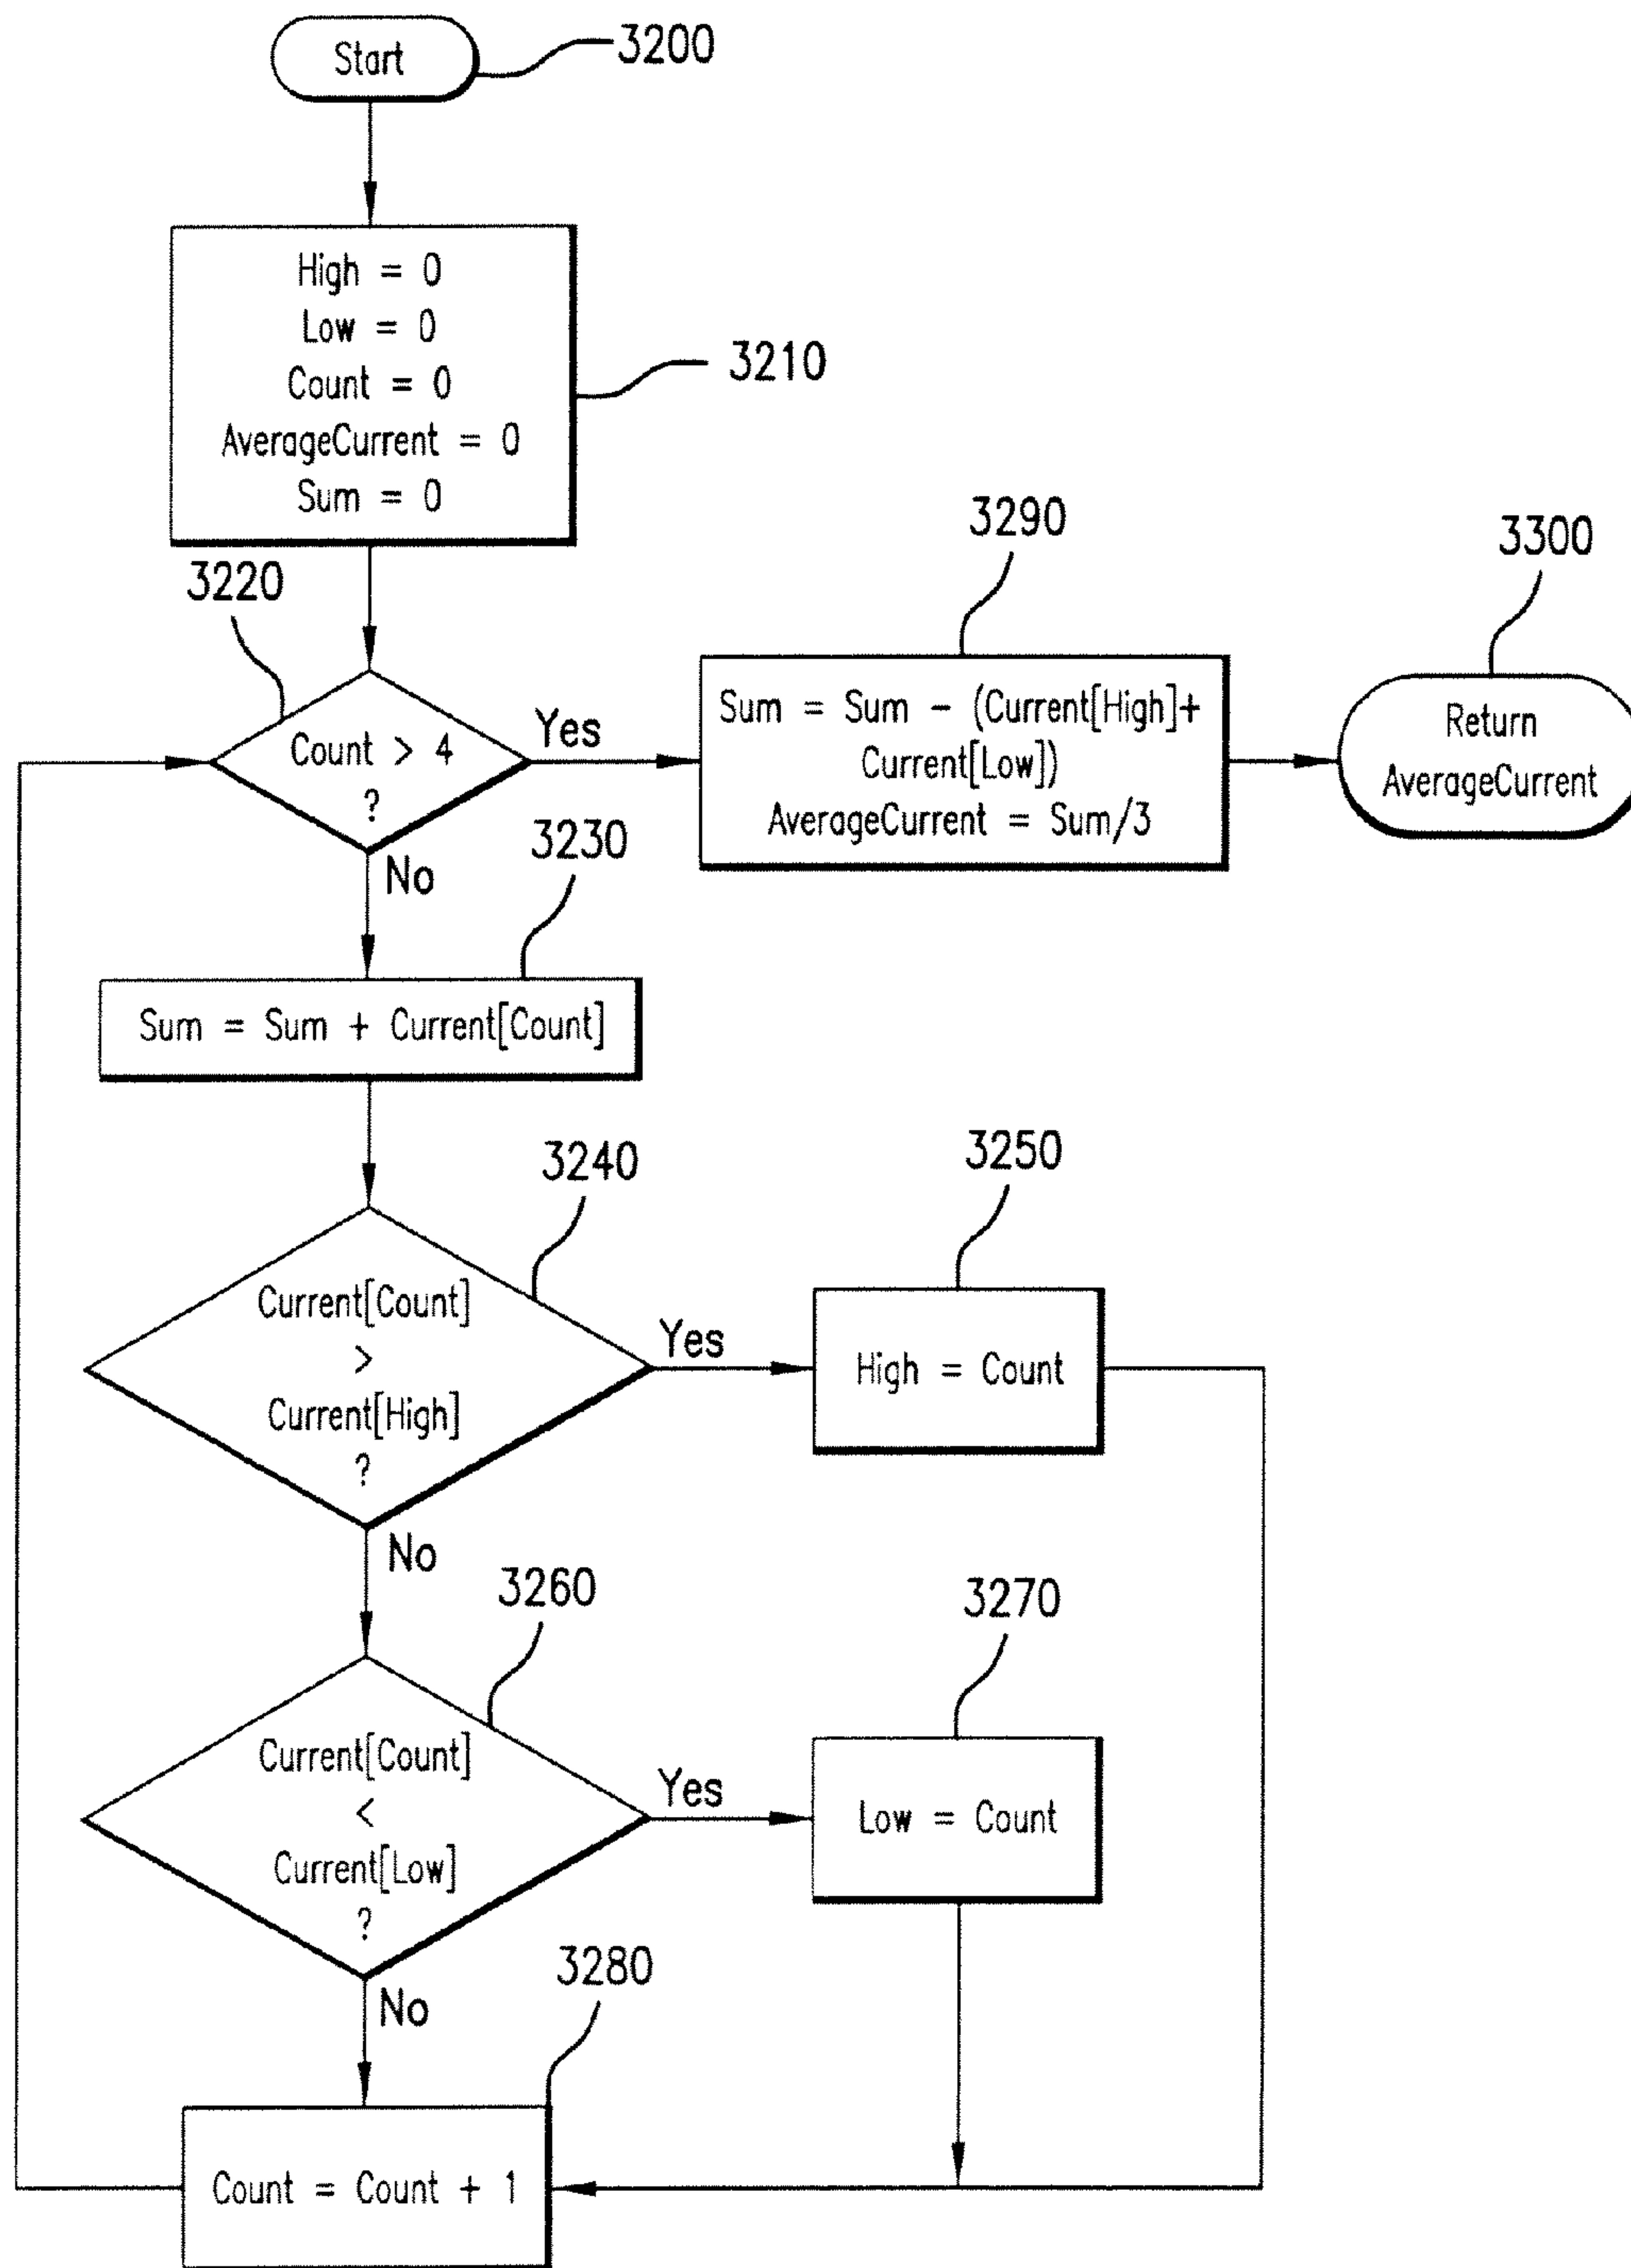 Start
3200
High = 0
Low = 0
Count = 0
AverageCurrent = 0
Sum = 0
3210
3220
Count > 4
?
Yes
No
3290
Sum = Sum - (Current[High]+
Current[Low])
AverageCurrent = Sum/3
3300
Return
AverageCurrent
3230
Sum = Sum + Current[Count]
3240
Current[Count]
>
Current[High]
?
Yes
No
3250
High = Count
3260
Current[Count]
<
Current[Low]
?
Yes
No
3270
Low = Count
3280
Count = Count + 1